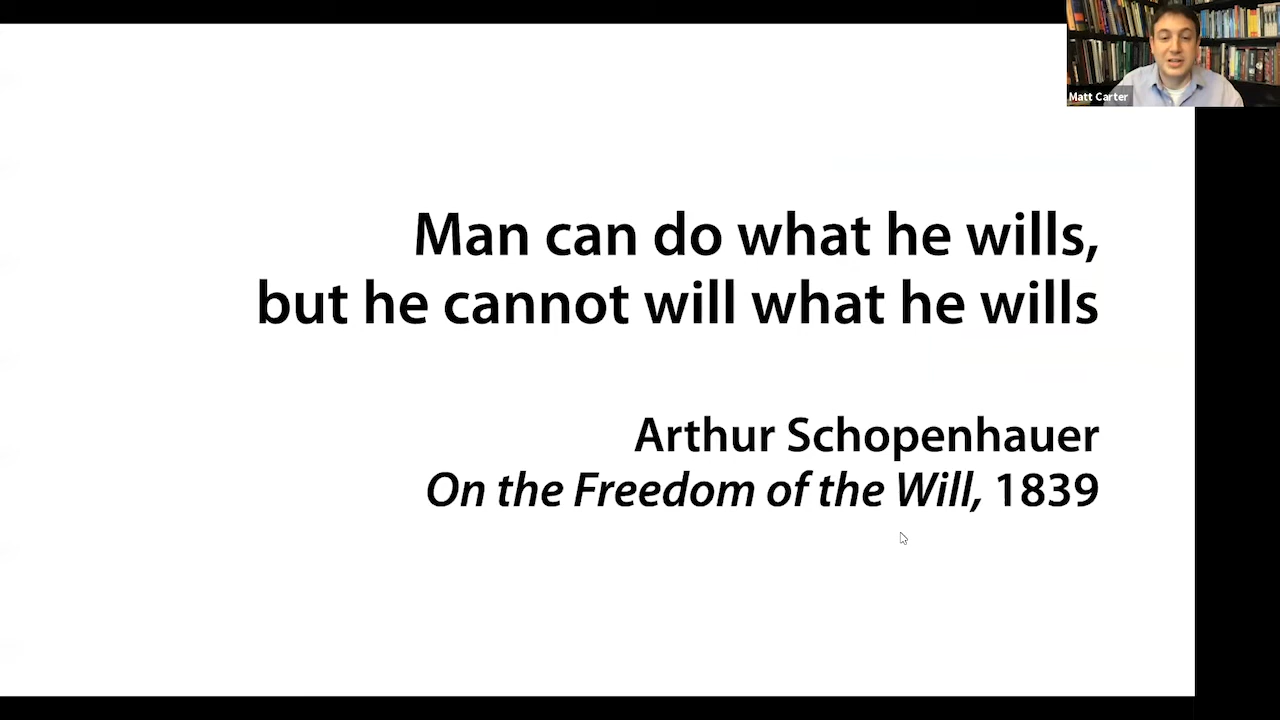 Matt Carter
Man can do what he wills,
but he cannot will what he wills
Arthur Schopenhauer
On the Freedom of the Will, 1839